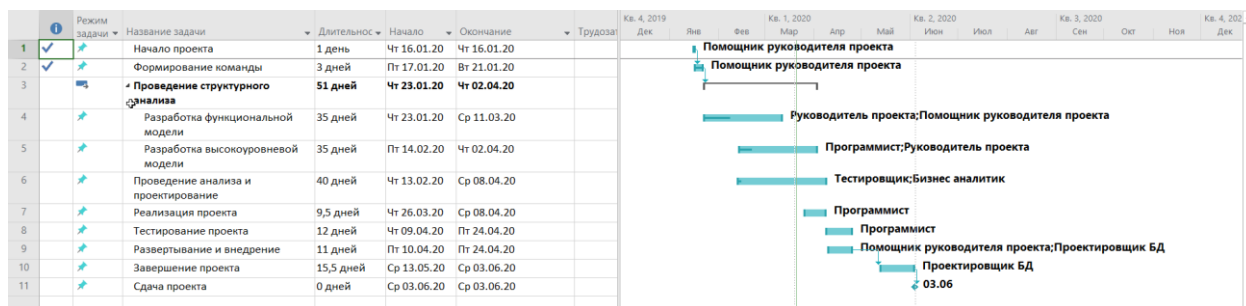 Режим задачи Название задачи Длительнос Начало Окончание Трудозат
Кв. 4, 2019 Кв. 1, 2020 Кв. 2, 2020 Кв. 3, 2020 Кв. 4, 202
Дек Янв Фев Мар Апр Май Июн Июл Авг Сен Окт Ноя Дек
1 Начало проекта 1 день Чт 16.01.20 Чт 16.01.20 Помощник руководителя проекта
2 Формирование команды 3 дней Пт 17.01.20 Вт 21.01.20 Помощник руководителя проекта
3 Проведение структурного анализа 51 дней Чт 23.01.20 Чт 02.04.20
4 Разработка функциональной модели 35 дней Чт 23.01.20 Ср 11.03.20 Руководитель проекта;Помощник руководителя проекта
5 Разработка высокоуровневой модели 35 дней Пт 14.02.20 Чт 02.04.20 Программист;Руководитель проекта
6 Проведение анализа и проектирование 40 дней Чт 13.02.20 Ср 08.04.20 Тестировщик;Бизнес аналитик
7 Реализация проекта 9,5 дней Чт 26.03.20 Ср 08.04.20 Программист
8 Тестирование проекта 12 дней Чт 09.04.20 Пт 24.04.20 Программист
9 Развертывание и внедрение 11 дней Пт 10.04.20 Пт 24.04.20 Помощник руководителя проекта;Проектировщик БД
10 Завершение проекта 15,5 дней Ср 13.05.20 Ср 03.06.20 Проектировщик БД
11 Сдача проекта 0 дней Ср 03.06.20 Ср 03.06.20 03.06